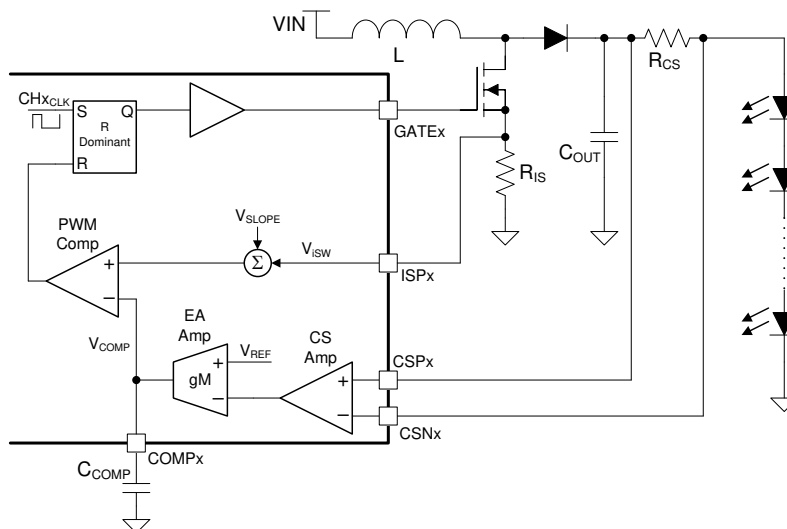 VIN
L
RCS
CHxCLK
S
Q
R
Dominant
R
GATEx
COUT
RIS
VSLOPE
PWM
Comp
ViSW
+
Σ
ISPx
−
EA
Amp
VCOMP
VREF
CS
Amp
CSPx
+
gM
+
−
−
CSNx
COMPx
CCOMP